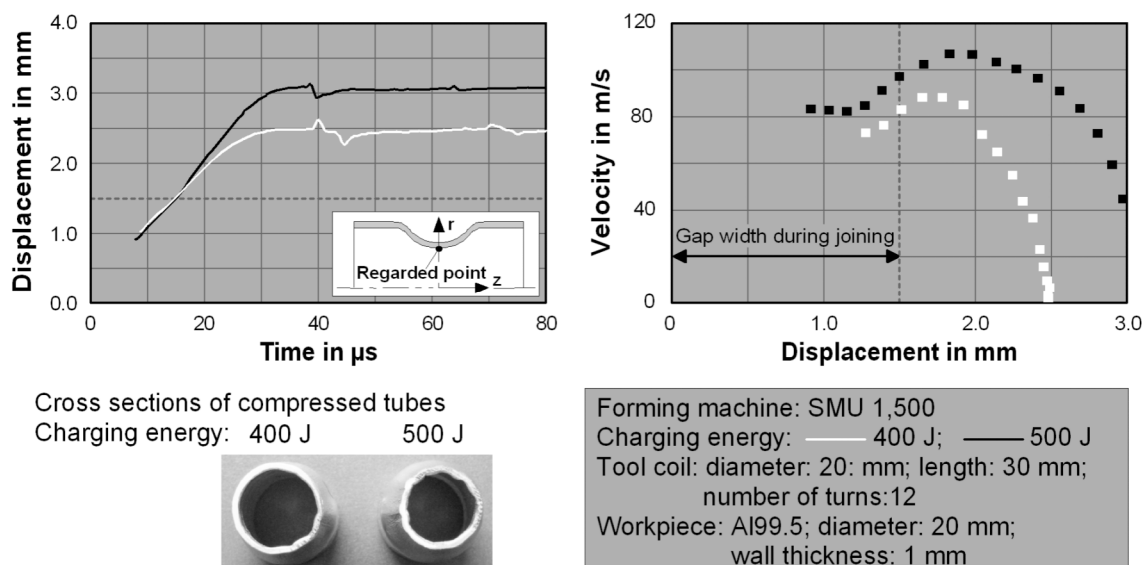 4.0
3.0
2.0
1.0
0.0
Displacement in mm
0
20
40
60
80
Time in µs
r
Regarded point
z
120
80
40
0
Velocity in m/s
Gap width during joining
0
1.0
2.0
3.0
Displacement in mm
Cross sections of compressed tubes
Charging energy: 400 J 500 J
Forming machine: SMU 1,500
Charging energy: 400 J; 500 J
Tool coil: diameter: 20: mm; length: 30 mm;
number of turns:12
Workpiece: Al99.5; diameter: 20 mm;
wall thickness: 1 mm